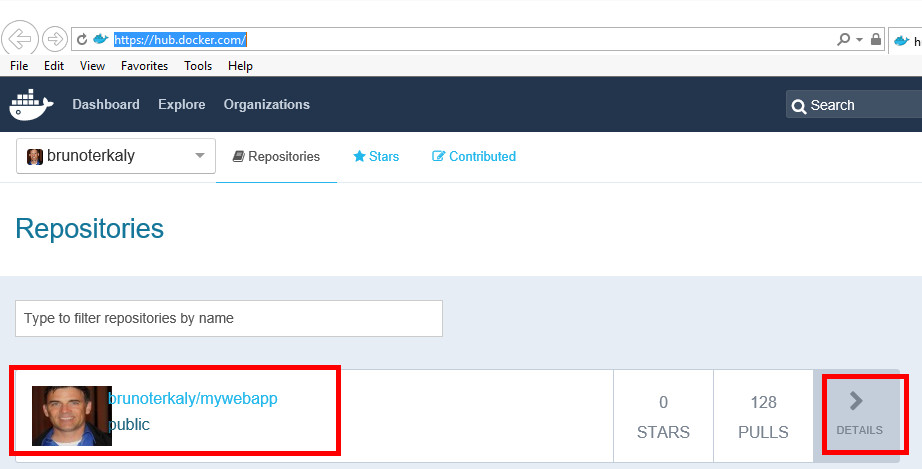 https://hub.docker.com/
h
File Edit View Favorites Tools Help
Dashboard Explore Organizations Search
brunoterkaly Repositories Stars Contributed
Repositories
Type to filter repositories by name
brunoterkaly/mywebapp
public
0
STARS
128
PULLS
DETAILS